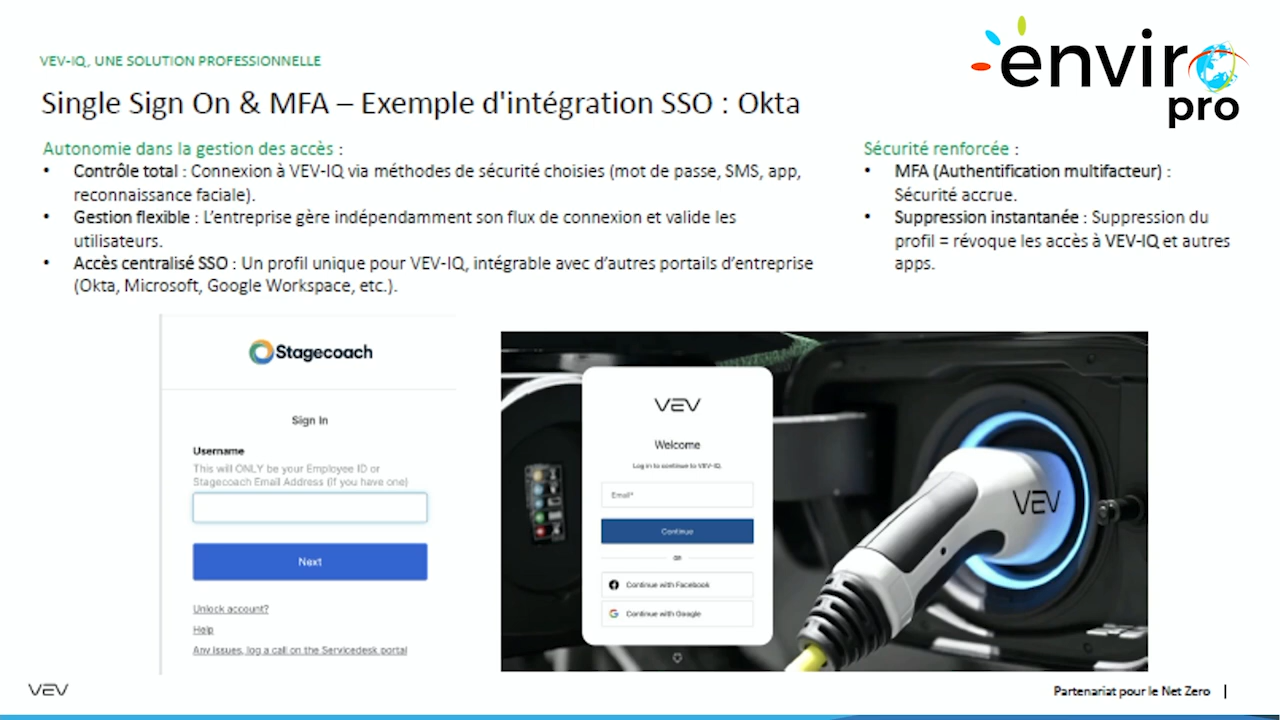 enviro
pro
VEV-IQ, UNE SOLUTION PROFESSIONNELLE
Single Sign On & MFA – Exemple d'intégration SSO : Okta
Autonomie dans la gestion des accès :
• Contrôle total : Connexion à VEV-IQ via méthodes de sécurité choisies (mot de passe, SMS, app,
reconnaissance faciale).
• Gestion flexible : L’entreprise gère indépendamment son flux de connexion et valide les
utilisateurs.
• Accès centralisé SSO : Un profil unique pour VEV-IQ, intégrable avec d’autres portails d’entreprise
(Okta, Microsoft, Google Workspace, etc.).
Sécurité renforcée :
• MFA (Authentification multifacteur) :
Sécurité accrue.
• Suppression instantanée : Suppression du
profil = révoque les accès à VEV-IQ et autres
apps.
Stagecoach
Sign In
Username
This will ONLY be your Employee ID or
Stagecoach Email Address (If you have one)
Next
Unlock account?
Help
Any issues, log a call on the Servicedesk portal
VEV
Welcome
Log in to continue to VEV-IQ.
Email*
Continue
OR
Continue with Facebook
Continue with Google
VEV
VEV
Partenariat pour le Net Zero |